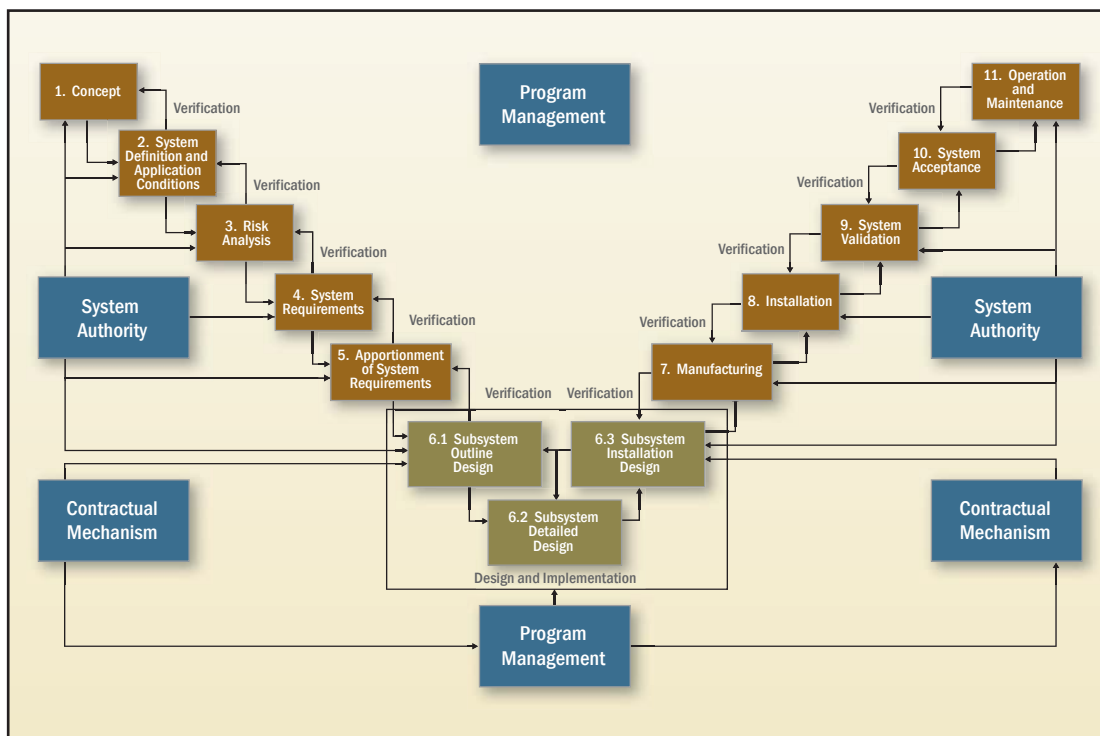 1. Concept
Verification
2. System
Definition and
Application
Conditions
Verification
3. Risk
Analysis
Verification
4. System
Requirements
Verification
5. Apportionment
of System
Requirements
Verification
Program
Management
11. Operation
and
Maintenance
Verification
10. System
Acceptance
Verification
9. System
Validation
Verification
8. Installation
Verification
7. Manufacturing
Verification
System
Authority
System
Authority
6.1 Subsystem
Outline
Design
6.3 Subsystem
Installation
Design
6.2 Subsystem
Detailed
Design
Design and Implementation
Contractual
Mechanism
Contractual
Mechanism
Program
Management